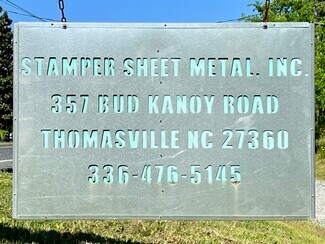 STAMPER SHEET METAL. INC.
357 BUD KANOY ROAD
THOMASVILLE NC 27360
336-476-5145